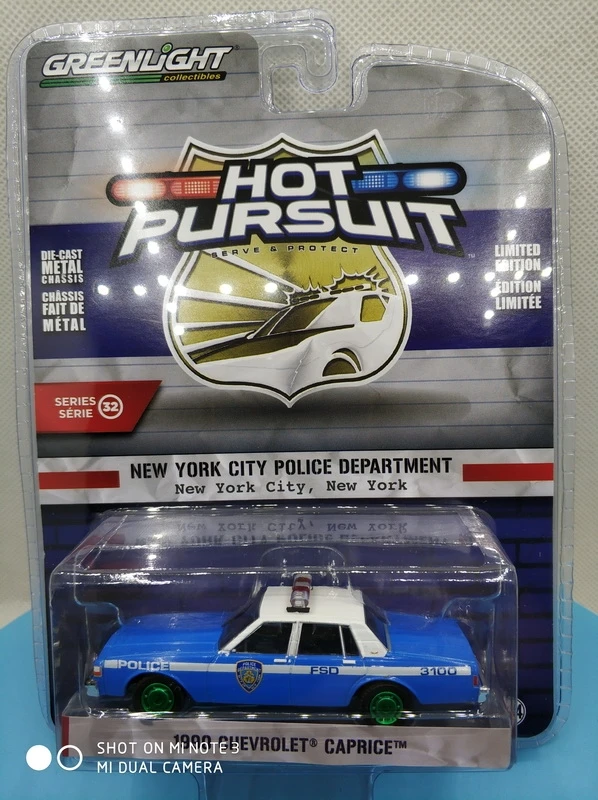 GREENLIGHT
collectibles
HOT
PURSUIT
SERVE & PROTECT
DIE-CAST
METAL
CHASSIS
CHÂSSIS
FAIT DE
MÉTAL
LIMITED
EDITION
ÉDITION
LIMITÉE
SERIES
SÉRIE 32
NEW YORK CITY POLICE DEPARTMENT
New York City, New York
POLICE
FSD
3100
1990 CHEVROLET® CAPRICE™
SHOT ON MI NOTE 3
MI DUAL CAMERA